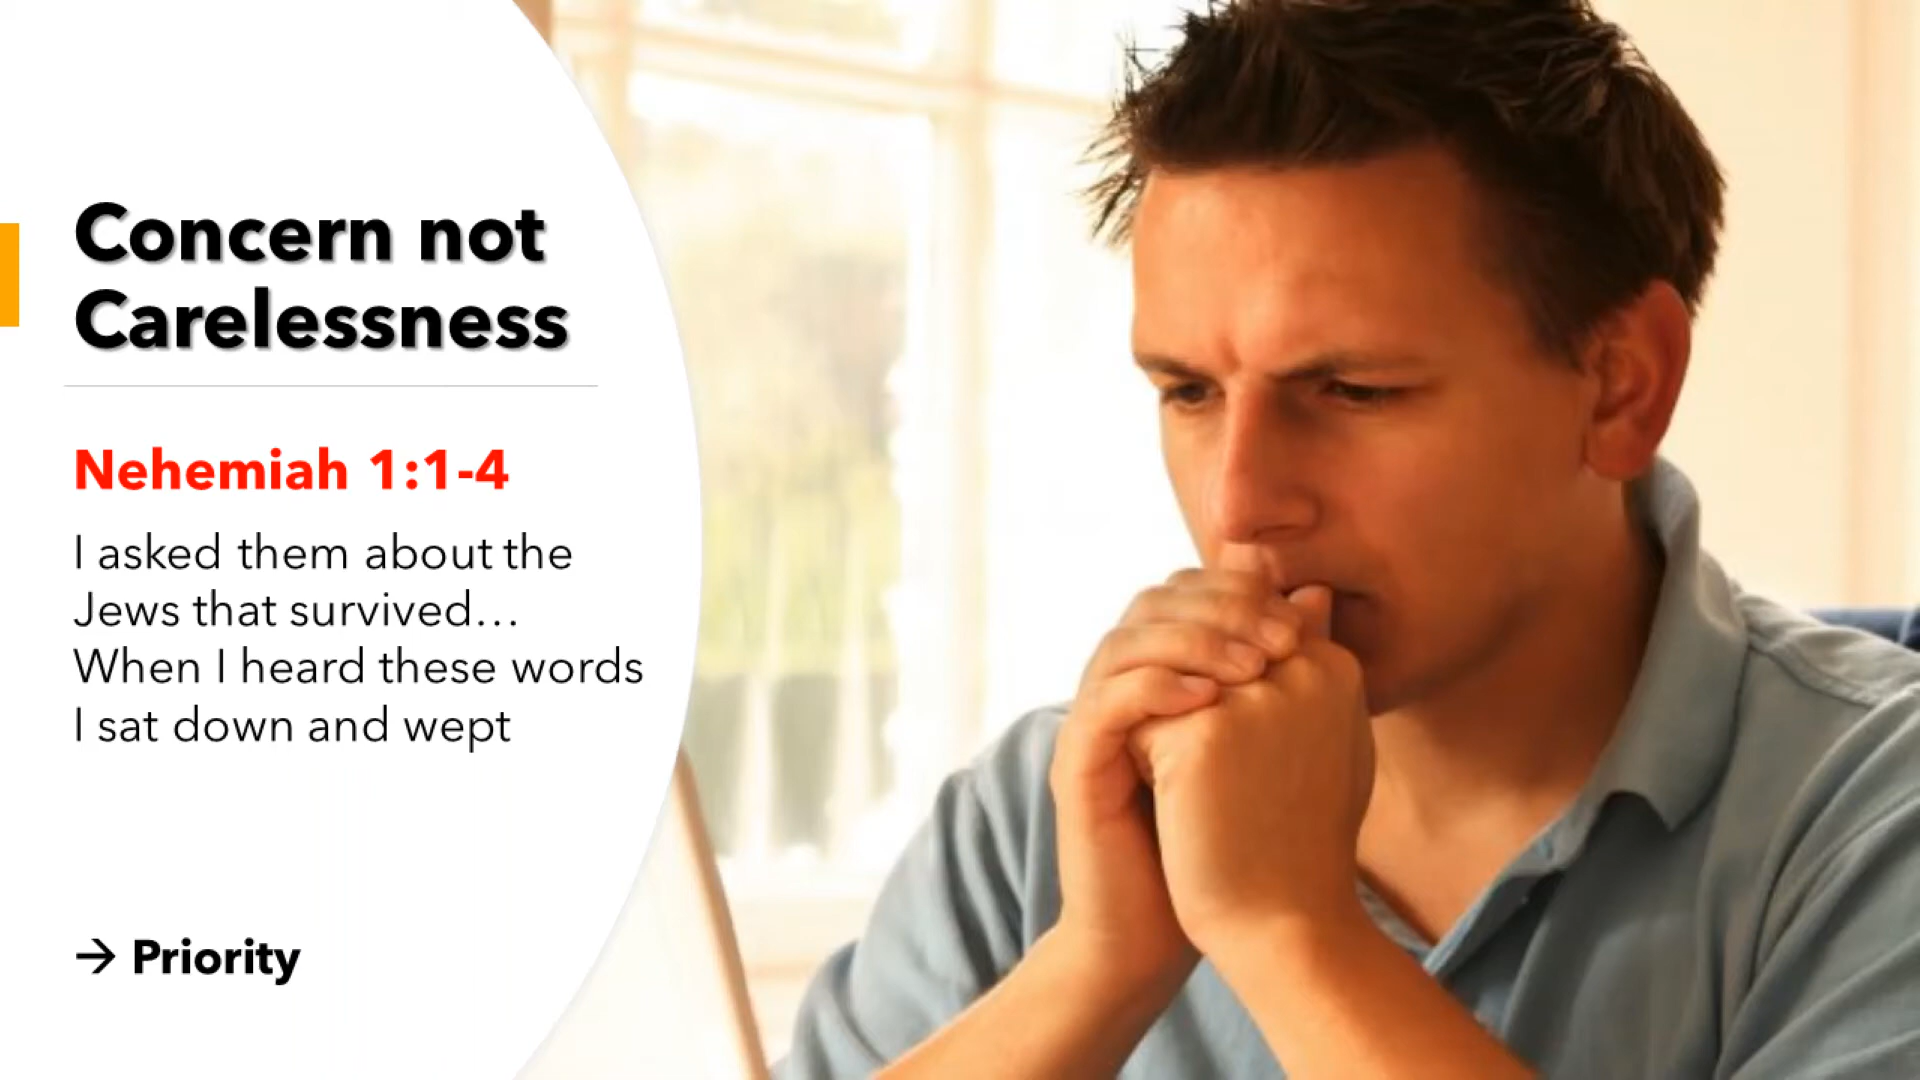 Concern not
Carelessness
Nehemiah 1:1-4
I asked them about the
Jews that survived…
When I heard these words
I sat down and wept
→ Priority